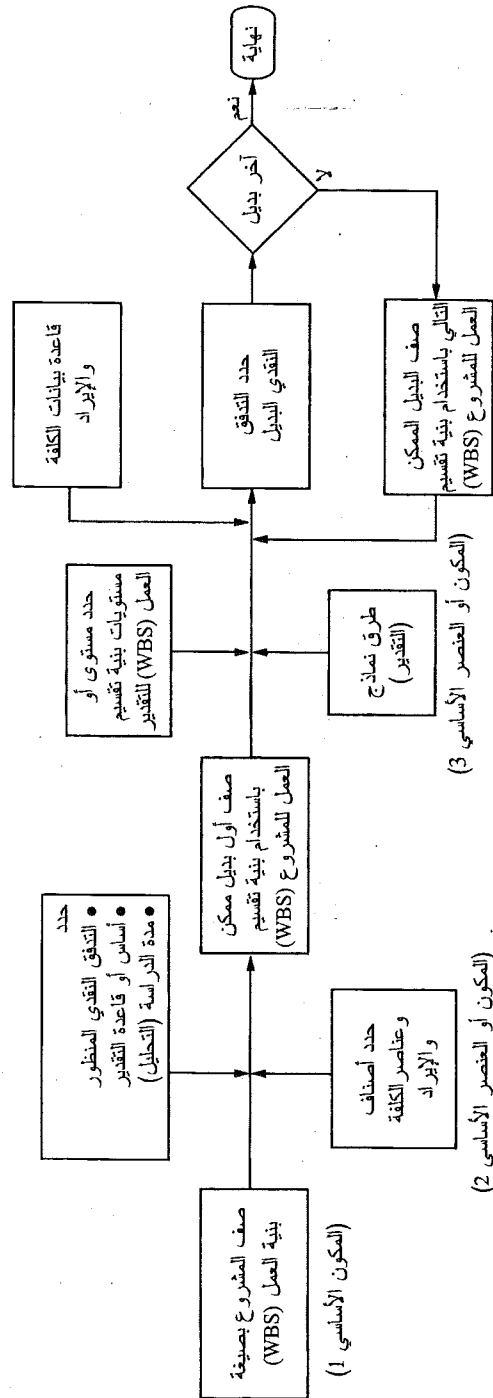 صف المشروع بصيغة
بنية العمل (WBS)
(المكون الأساسي 1)
حدد
● التدفق النقدي المنظور
● أساس أو قاعدة التقدير
● مدة الدراسة (التحليل)
حدد أصناف
وعناصر الكلفة
والإيراد
(المكون أو العنصر الأساسي 2)
صف أول بديل ممكن
باستخدام بنية تقسيم
العمل للمشروع (WBS)
حدد مستوى أو
مستويات بنية تقسيم
العمل (WBS) للتقدير
طرق نماذج
(التقدير)
(المكون أو العنصر الأساسي 3)
قاعدة بيانات الكلفة
والإيراد
حدد التدفق
النقدي البديل
صف البديل الممكن
التالي باستخدام بنية تقسيم
العمل للمشروع (WBS)
آخر بديل
نعم
لا
نهاية